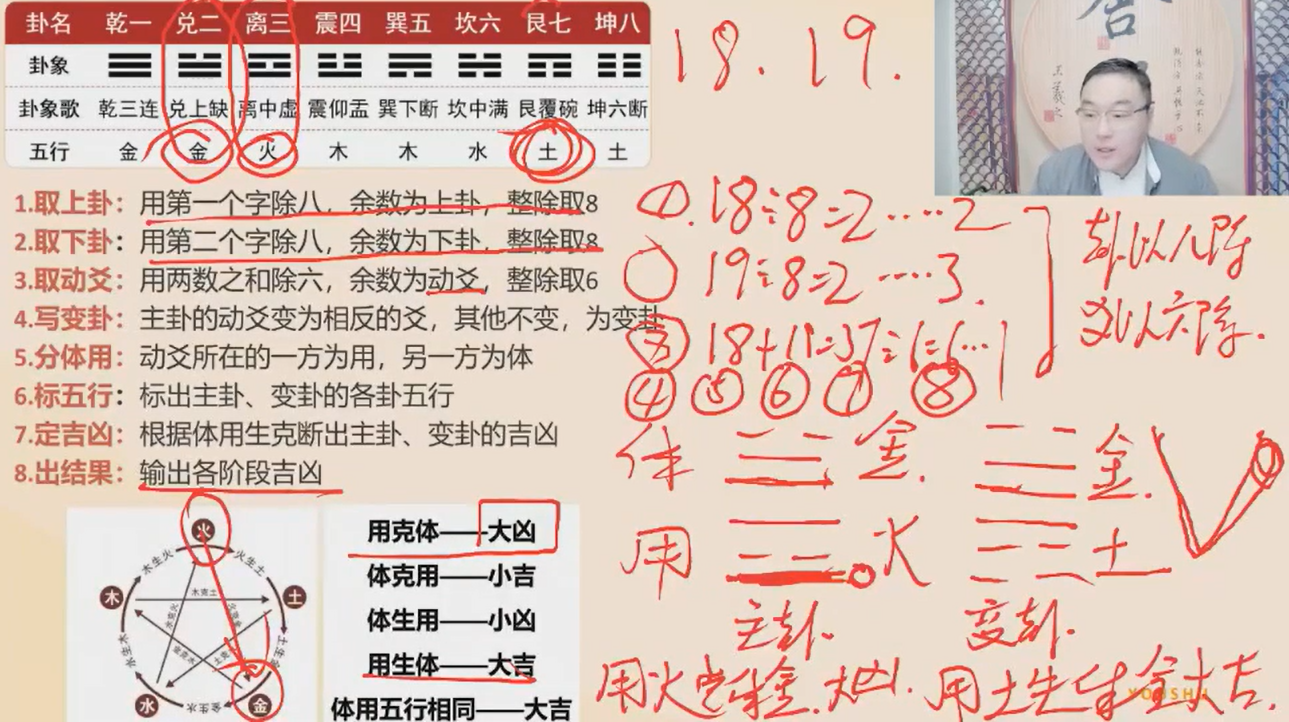 卦名 乾一 兑二 离三 震四 巽五 坎六 艮七 坤八
卦象
卦象歌 乾三连 兑上缺 离中虚 震仰盂 巽下断 坎中满 艮覆碗 坤六断
五行 金 金 火 木 木 水 土 土
1.取上卦：用第一个字除八，余数为上卦，整除取8
2.取下卦：用第二个字除八，余数为下卦，整除取8
3.取动爻：用两数之和除六，余数为动爻，整除取6
4.写变卦：主卦的动爻变为相反的爻，其他不变，为变卦
5.分体用：动爻所在的一方为用，另一方为体
6.标五行：标出主卦、变卦的各卦五行
7.定吉凶：根据体用生克断出主卦、变卦的吉凶
8.出结果：输出各阶段吉凶
火
木生火 火生土
木 木克土 土
水生木 土生金
水 金生水 金
用克体——大凶
体克用——小吉
体生用——小凶
用生体——大吉
体用五行相同——大吉
18. 19.
①.18÷8=2····2
19÷8=2····3.
③ 18+19=37÷6=6…1
卦以八除
爻以六除.
④ ⑤ ⑥ ⑦ ⑧
体 金. 金.
用 火 土
主卦. 变卦.
用火克体金.大凶. 用土生体金大吉.
YOUSHU